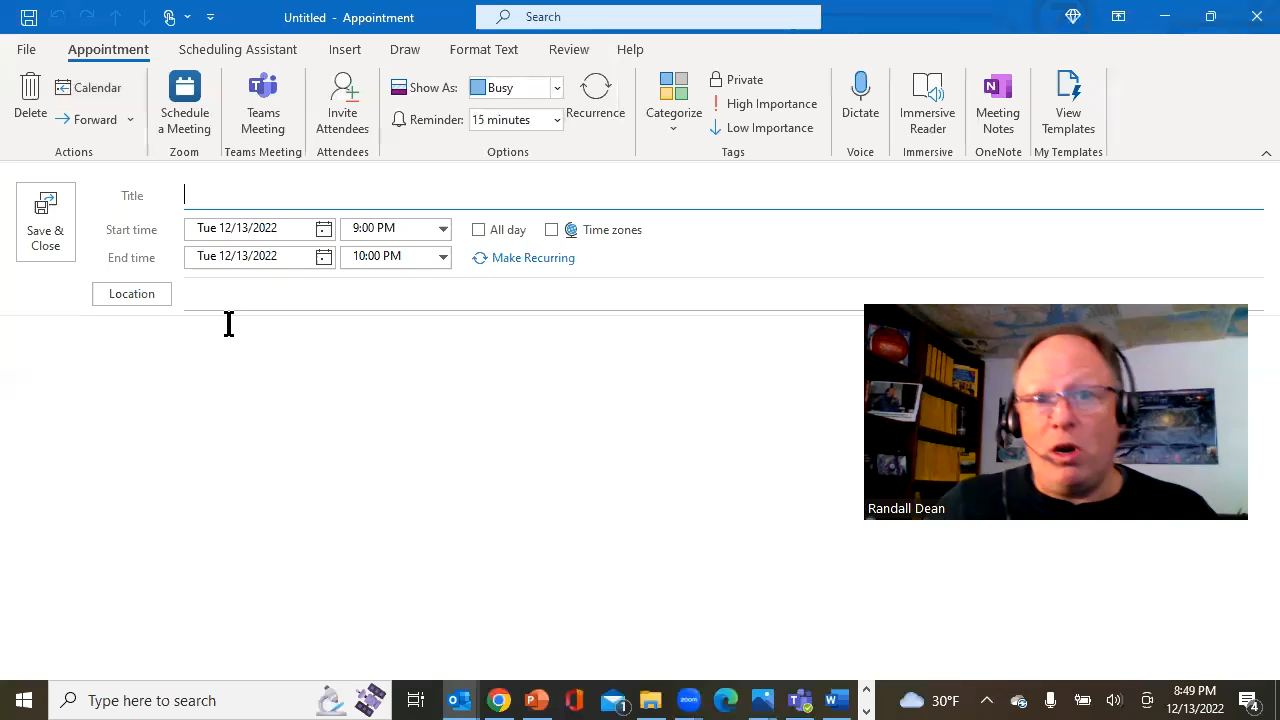 Untitled - Appointment
Search
File
Appointment
Scheduling Assistant
Insert
Draw
Format Text
Review
Help
Delete
Calendar
Forward
Actions
Schedule
a Meeting
Zoom
Teams
Meeting
Teams Meeting
Invite
Attendees
Attendees
Show As:
Busy
Reminder:
15 minutes
Recurrence
Options
Categorize
Private
High Importance
Low Importance
Tags
Dictate
Voice
Immersive
Reader
Immersive
Meeting
Notes
OneNote
View
Templates
My Templates
Save &
Close
Title
Start time
Tue 12/13/2022
9:00 PM
All day
Time zones
End time
Tue 12/13/2022
10:00 PM
Make Recurring
Location
Randall Dean
Type here to search
zoom
1
30°F
8:49 PM
12/13/2022
4